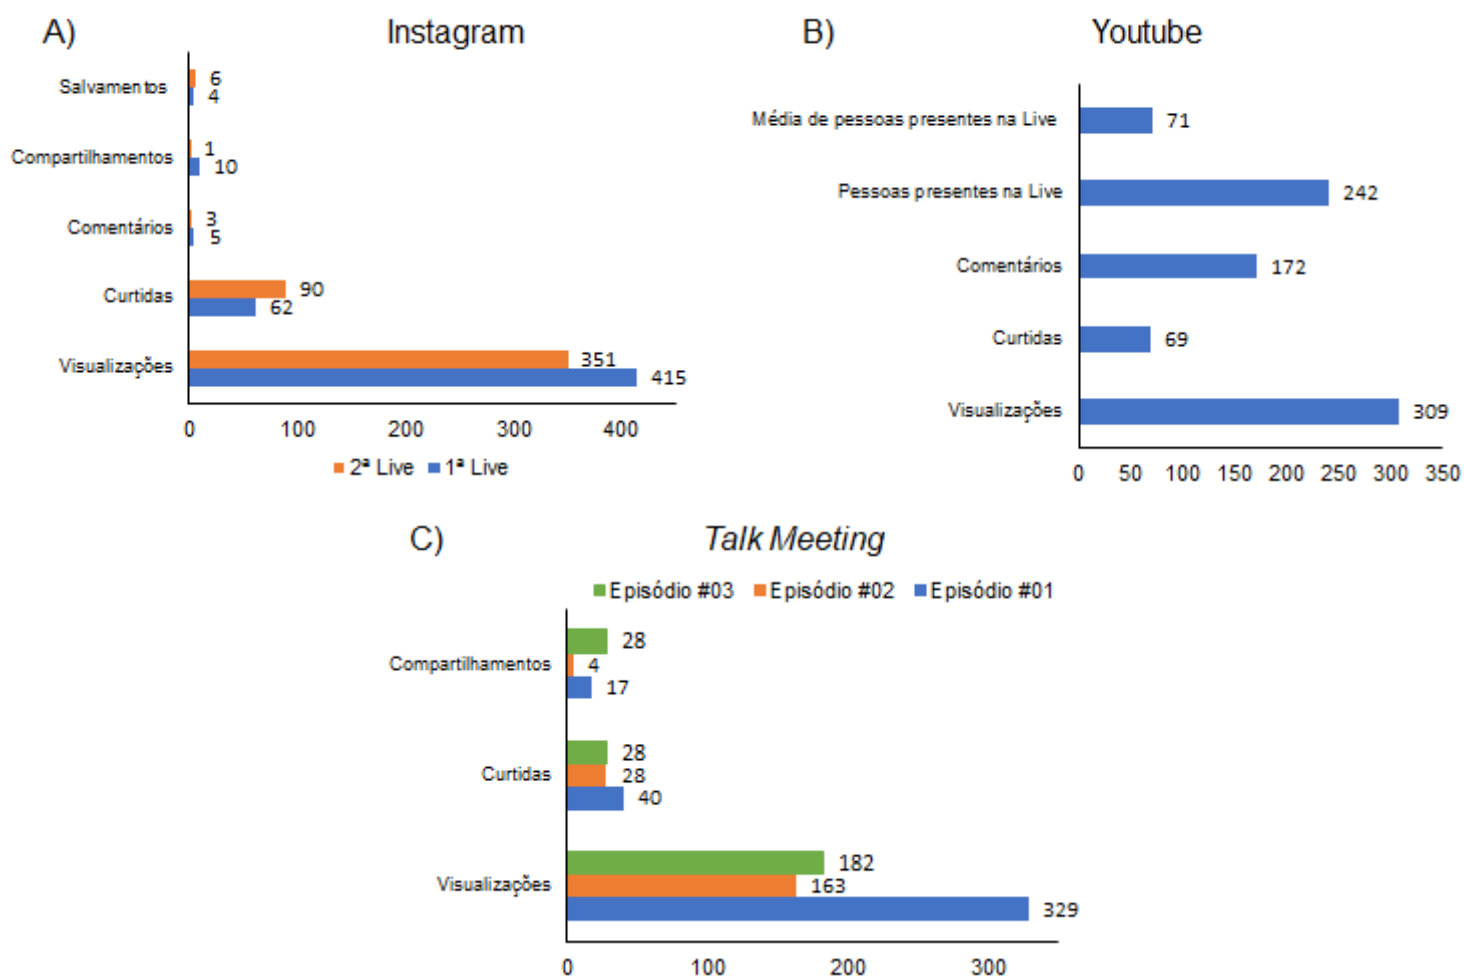 A)
Instagram
Salvamentos
6
4
Compartilhamentos
1
10
Comentários
3
5
Curtidas
90
62
Visualizações
351
415
0 100 200 300 400
2ª Live 1ª Live
B)
Youtube
Média de pessoas presentes na Live
71
Pessoas presentes na Live
242
Comentários
172
Curtidas
69
Visualizações
309
0 50 100 150 200 250 300 350
C)
Talk Meeting
Episódio #03 Episódio #02 Episódio #01
Compartilhamentos
28
4
17
Curtidas
28
28
40
Visualizações
182
163
329
0 100 200 300